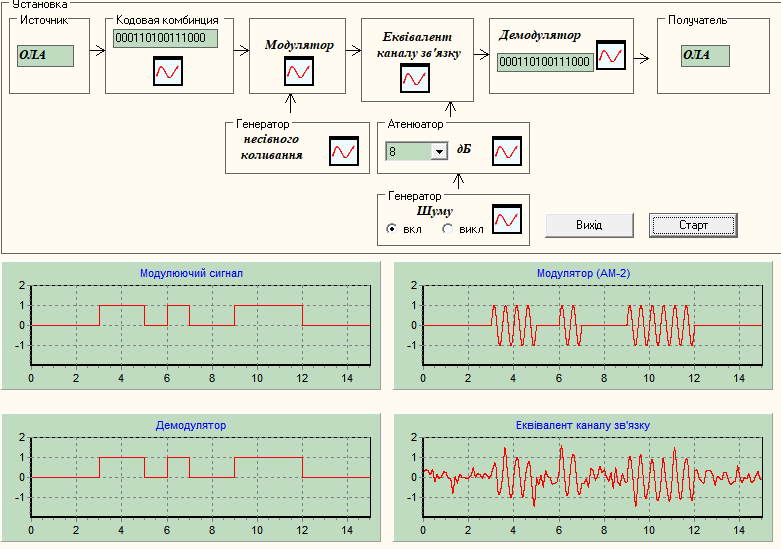 Установка
Источник
ОЛА
Кодовая комбинция
000110100111000
Модулятор
Еквівалент
каналу зв'язку
Демодулятор
000110100111000
Получатель
ОЛА
Генератор
несівного
коливання
Атенюатор
8
дБ
Генератор
Шуму
вкл
викл
Вихід
Старт
Модулюючий сигнал
2
1
0
-1
0 2 4 6 8 10 12 14
Модулятор (АМ-2)
2
1
0
-1
0 2 4 6 8 10 12 14
Демодулятор
2
1
0
-1
0 2 4 6 8 10 12 14
Еквівалент каналу зв'язку
2
1
0
-1
0 2 4 6 8 10 12 14